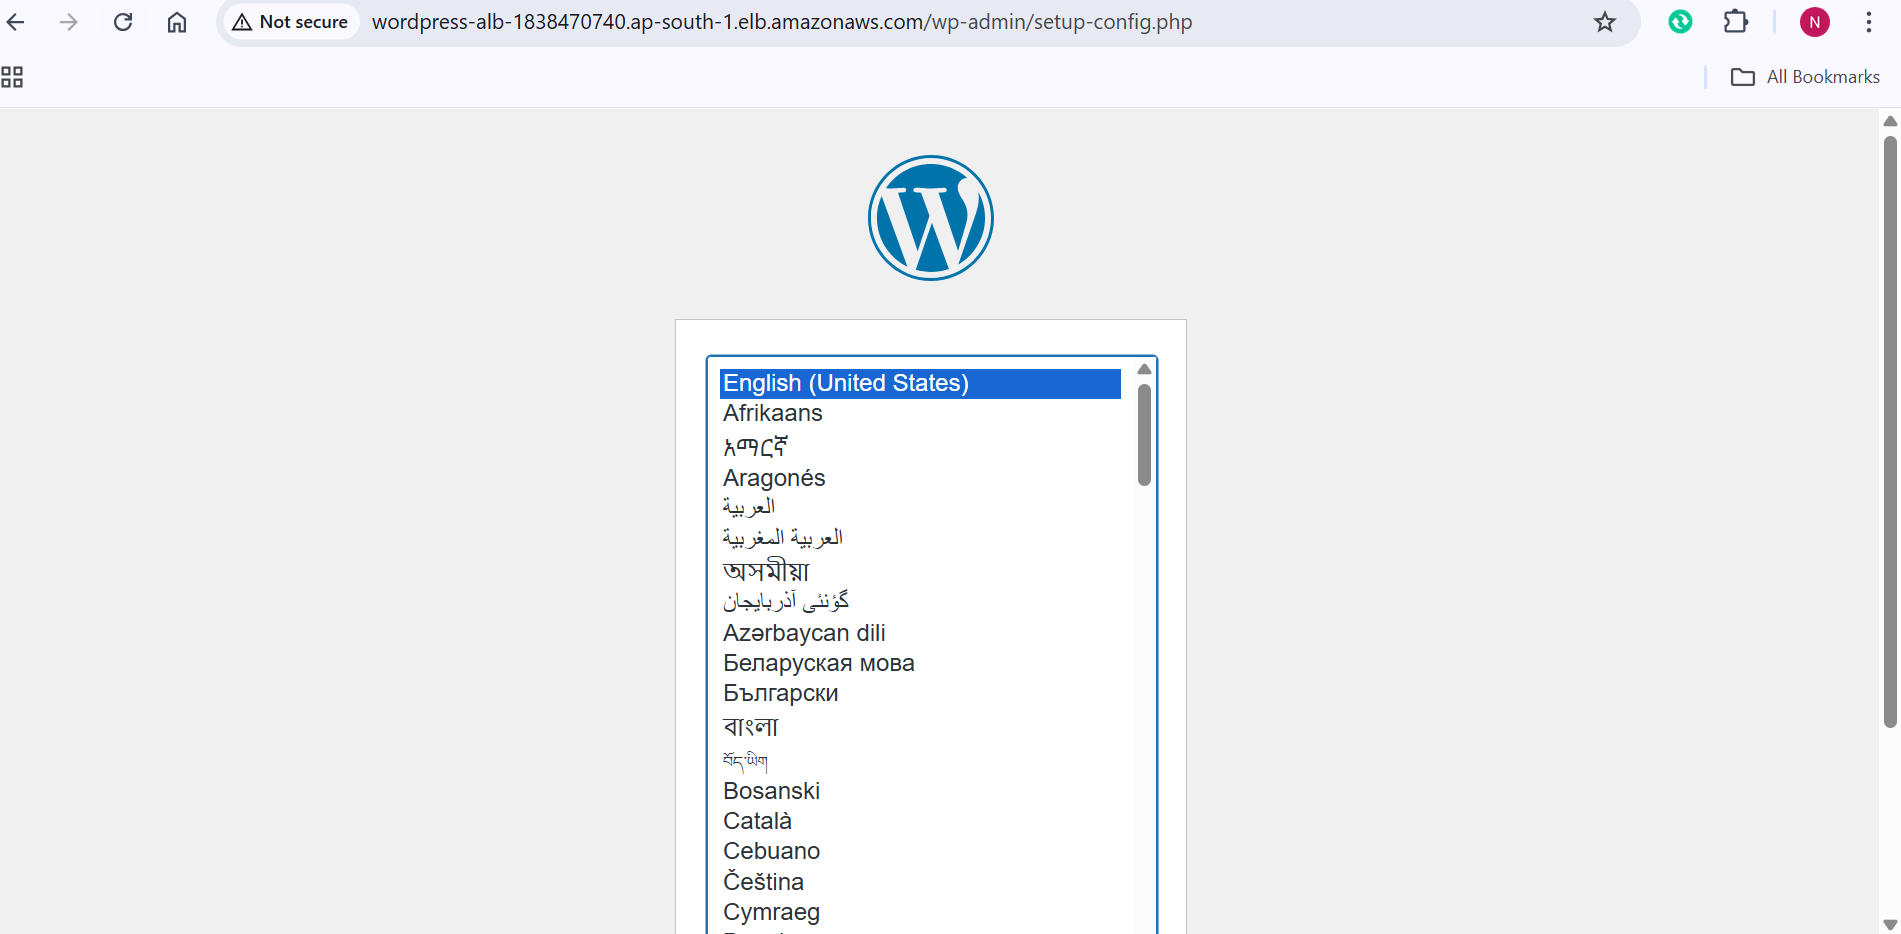 Not secure
wordpress-alb-1838470740.ap-south-1.elb.amazonaws.com/wp-admin/setup-config.php
N
All Bookmarks
English (United States)
Afrikaans
አማርኛ
Aragonés
العربية
العربية المغربية
অসমীয়া
گؤنئی آذربایجان
Azərbaycan dili
Беларуская мова
Български
বাংলা
བོད་ཡིག
Bosanski
Català
Cebuano
Čeština
Cymraeg